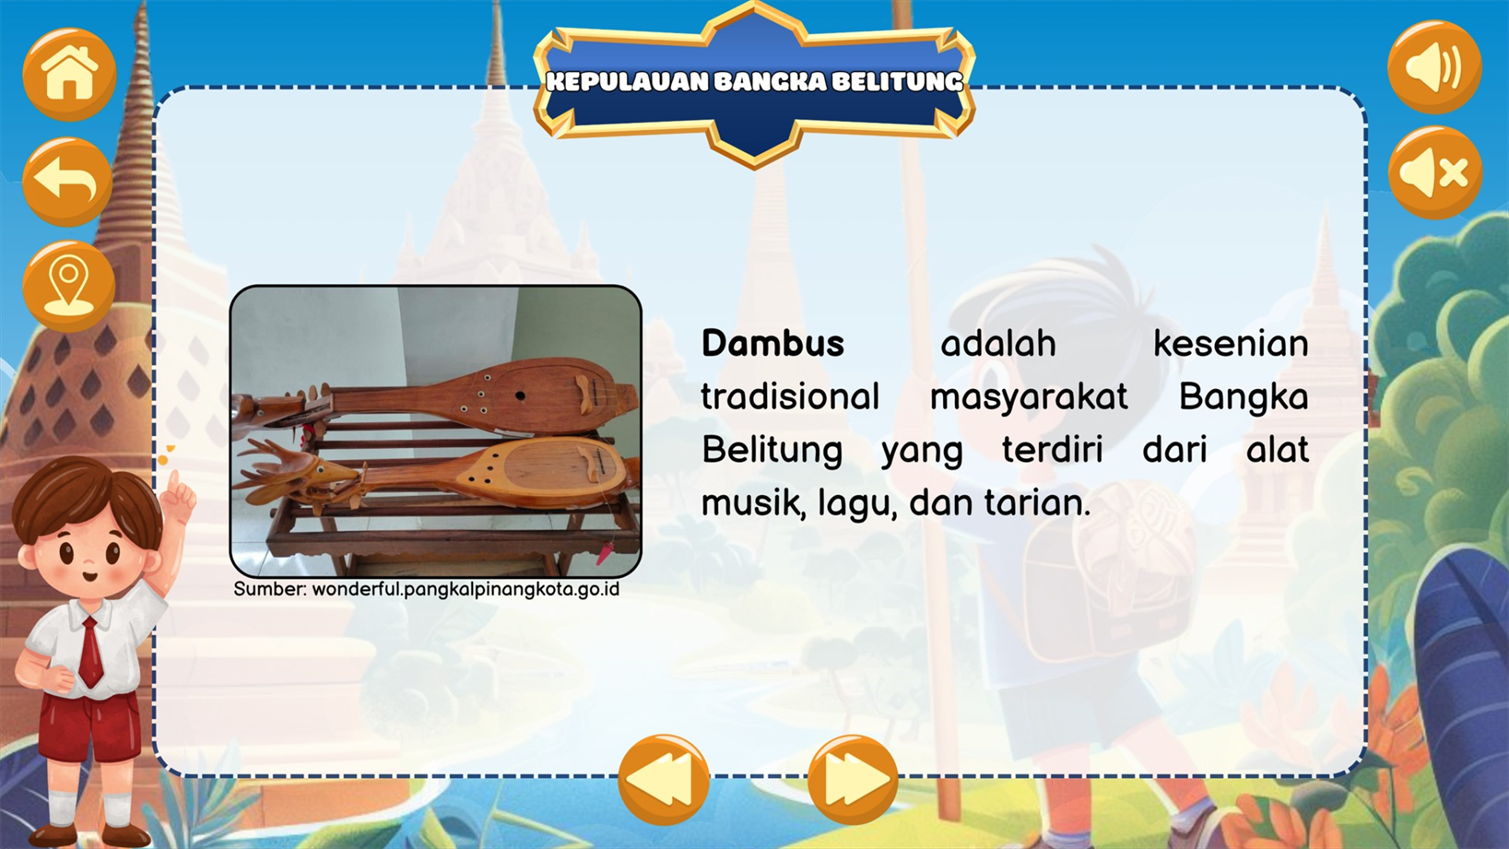 KEPULAUAN BANGKA BELITUNG
Dambus adalah kesenian
tradisional masyarakat Bangka
Belitung yang terdiri dari alat
musik, lagu, dan tarian.
Sumber: wonderful.pangkalpinangkota.go.id